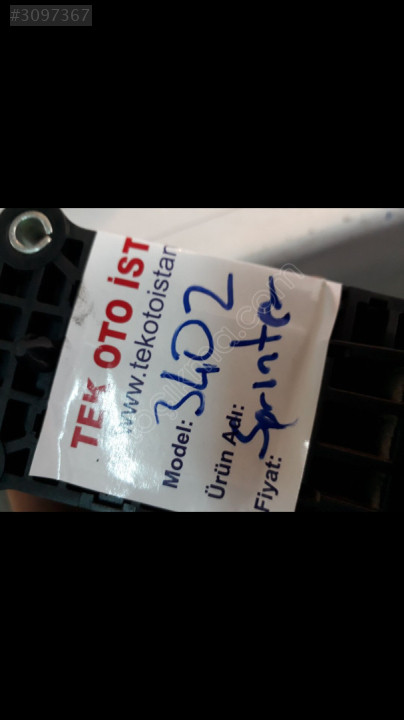 #3097367
TEK OTO İST
www.tekotoistan
Model: 3402
Ürün Adı: Sprinter
Fiyat: